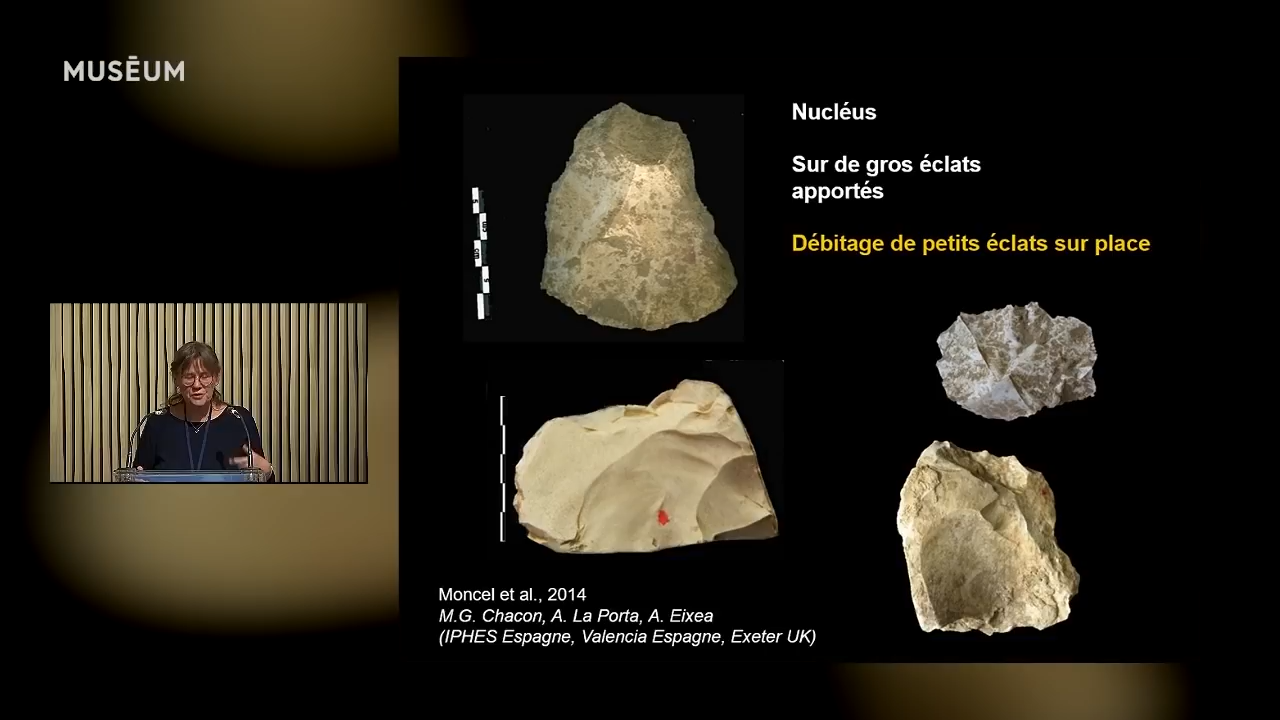 MUSĒUM
Nucléus
Sur de gros éclats
apportés
Débitage de petits éclats sur place
Moncel et al., 2014
M.G. Chacon, A. La Porta, A. Eixea
(IPHES Espagne, Valencia Espagne, Exeter UK)